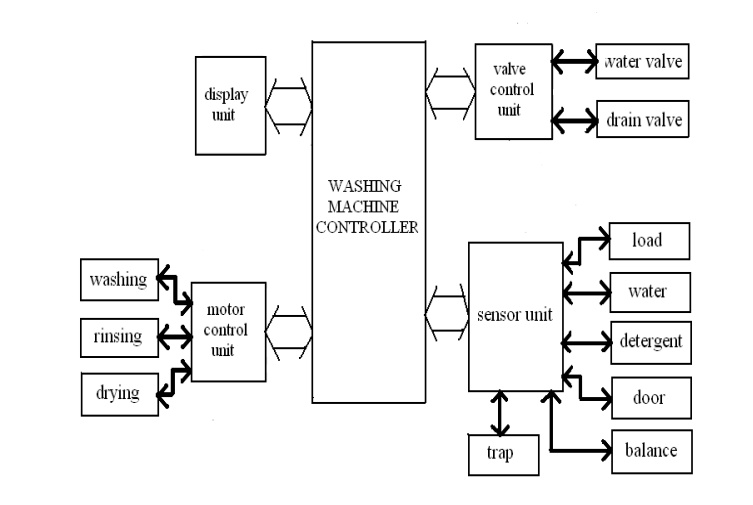 display
unit
WASHING
MACHINE
CONTROLLER
valve
control
unit
water valve
drain valve
washing
rinsing
drying
motor
control
unit
sensor unit
load
water
detergent
door
balance
trap